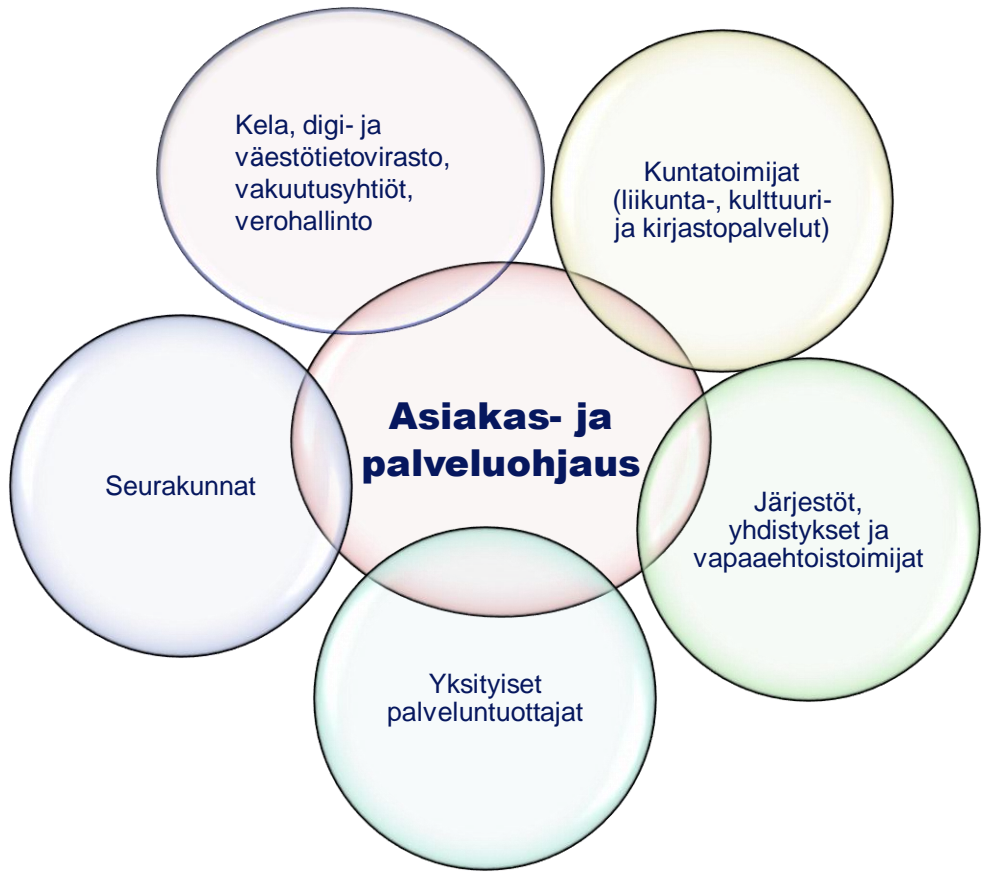 Kela, digi- ja
väestötietovirasto,
vakuutusyhtiöt,
verohallinto
Kuntatoimijat
(liikunta-, kulttuuri-
ja kirjastopalvelut)
Asiakas- ja
palveluohjaus
Seurakunnat
Järjestöt,
yhdistykset ja
vapaaehtoistoimijat
Yksityiset
palveluntuottajat